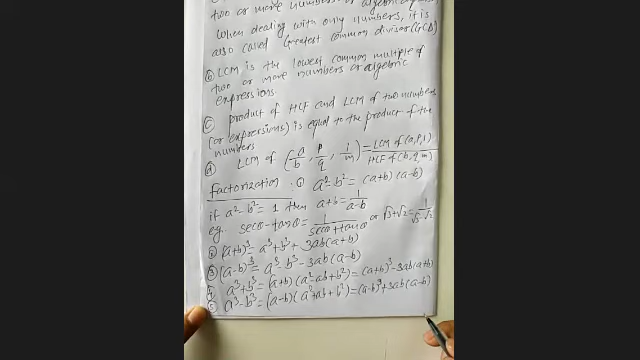 two or more numbers or algebraic
When dealing with only numbers, it is
also called Greatest common divisor (GCD)
(b) LCM is the lowest common multiple of
two or more numbers or algebraic
expressions.
(c) product of HCF and LCM of two numbers
(or expressions) is equal to the product of the
numbers
(d) LCM of (a/b, p/q, l/m) = LCM of (a,p,l) / HCF of (b,q,m)
Factorization : ① a²-b² = (a+b) (a-b)
if a²-b² = 1 then a+b = 1/(a-b)
eg. secθ-tanθ = 1/(secθ+tanθ) or √3+√2 = 1/(√3-√2)
② (a+b)³ = a³+b³ + 3ab(a+b)
③ (a-b)³ = a³-b³-3ab(a-b)
a³+b³ = (a+b) (a²-ab+b²) = (a+b)³-3ab(a+b)
⑤ a³-b³ = (a-b) (a²+ab+b²) = (a-b)³+3ab(a-b)